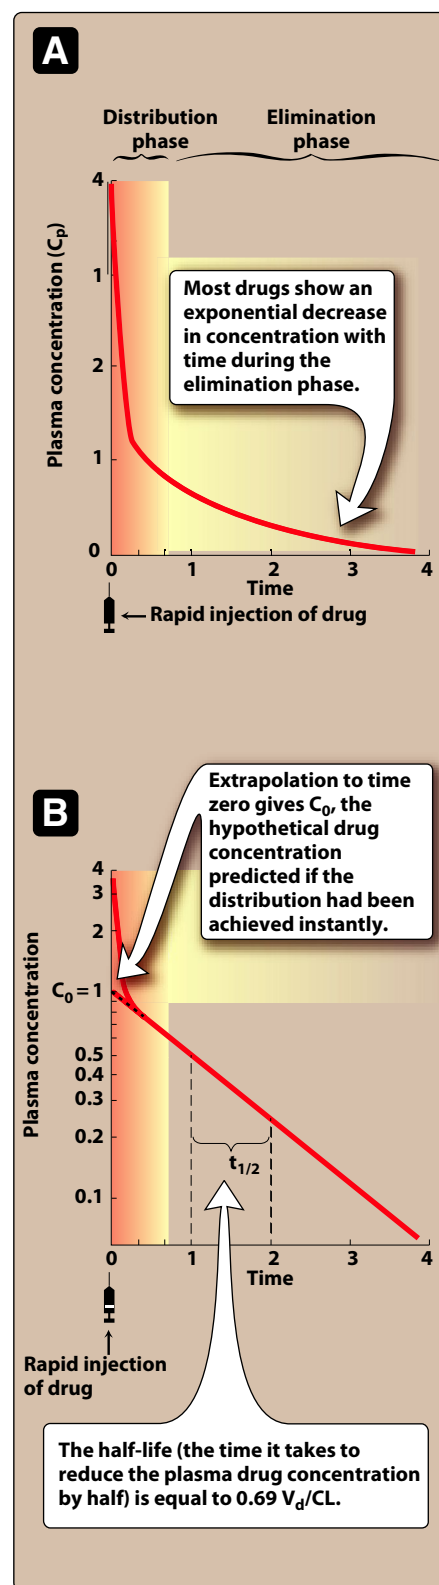 A
Distribution phase
Elimination phase
Plasma concentration (Cp)
4
1
2
1
0
Most drugs show an
exponential decrease
in concentration with
time during the
elimination phase.
0 1 2 3 4
Time
← Rapid injection of drug
B
Extrapolation to time
zero gives C₀, the
hypothetical drug
concentration
predicted if the
distribution had been
achieved instantly.
Plasma concentration
4
3
2
C₀ = 1
0.5
0.4
0.3
0.2
0.1
t1/2
0 1 2 3 4
Time
Rapid injection
of drug
The half-life (the time it takes to
reduce the plasma drug concentration
by half) is equal to 0.69 Vd/CL.